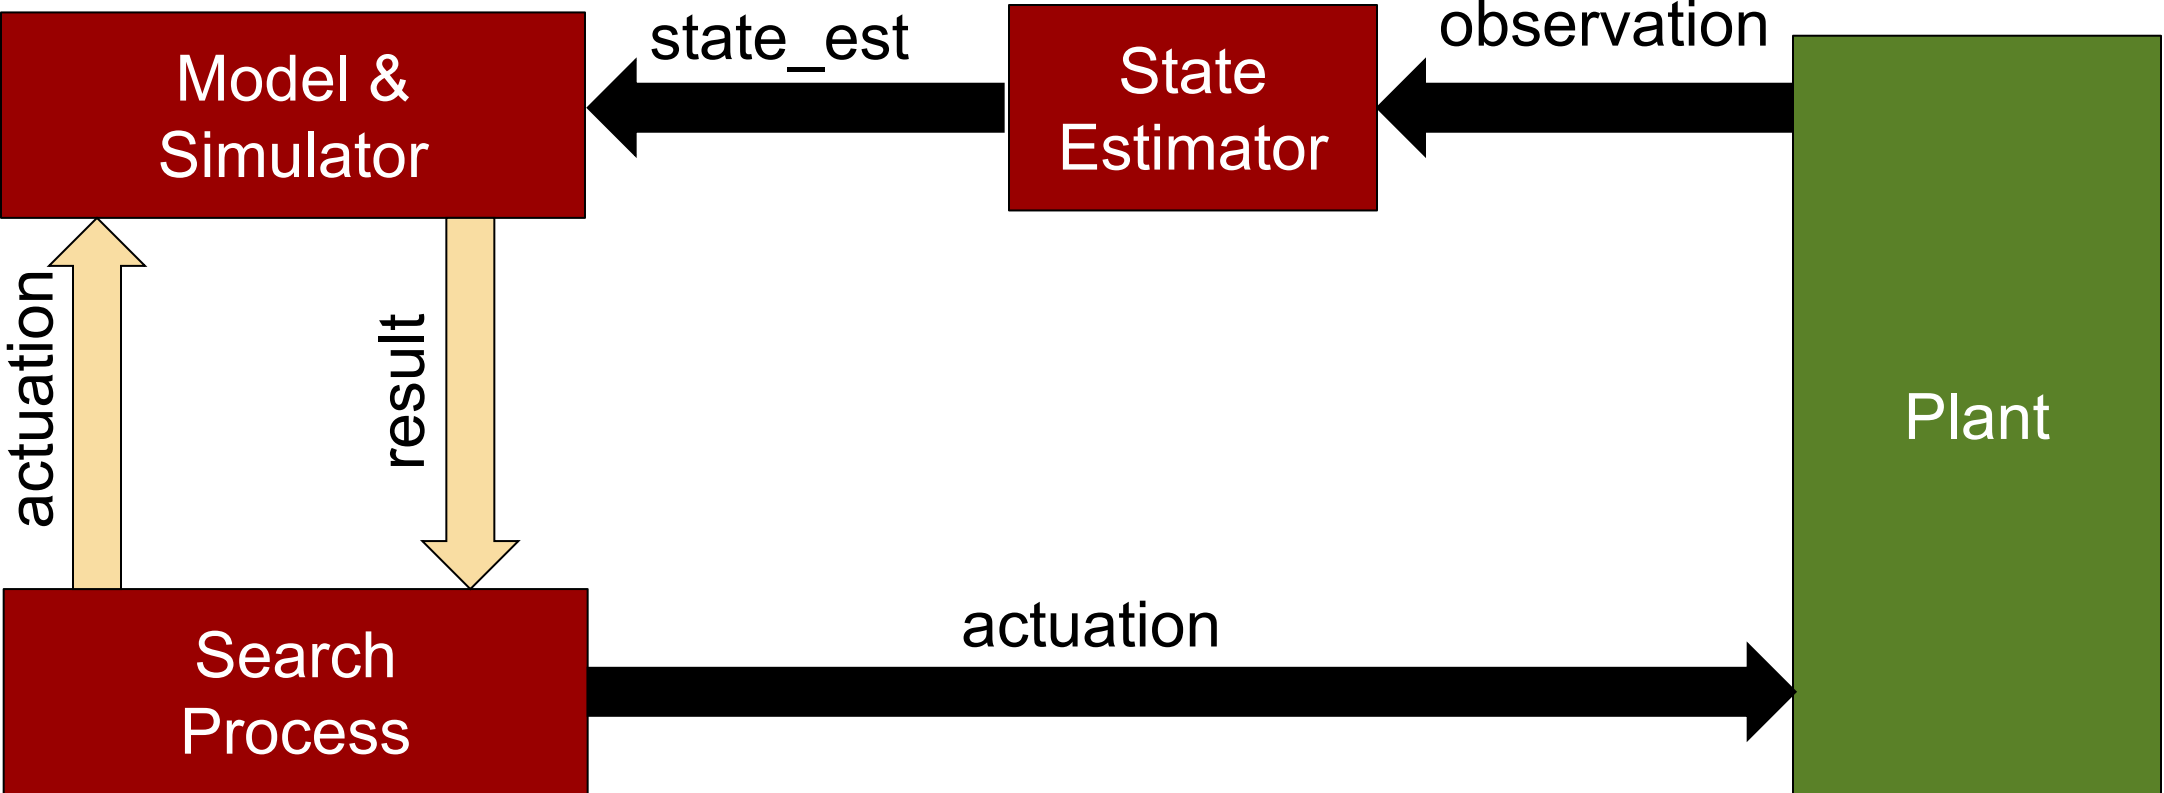 Model &
Simulator
state_est
State
Estimator
observation
Plant
actuation
result
Search
Process
actuation